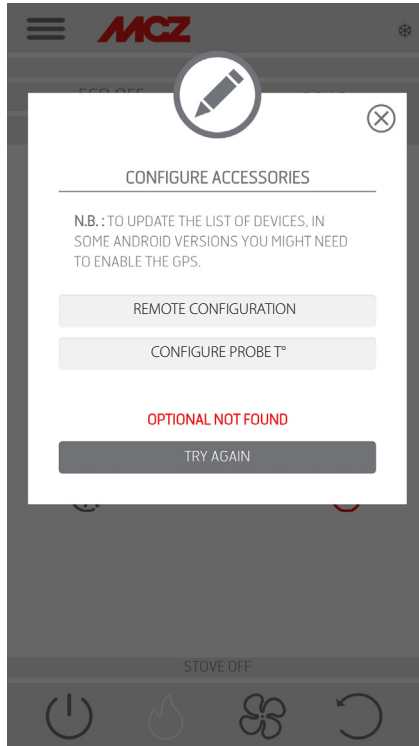 MCZ
CONFIGURE ACCESSORIES
N.B. : TO UPDATE THE LIST OF DEVICES, IN
SOME ANDROID VERSIONS YOU MIGHT NEED
TO ENABLE THE GPS.
REMOTE CONFIGURATION
CONFIGURE PROBE T°
OPTIONAL NOT FOUND
TRY AGAIN
STOVE OFF